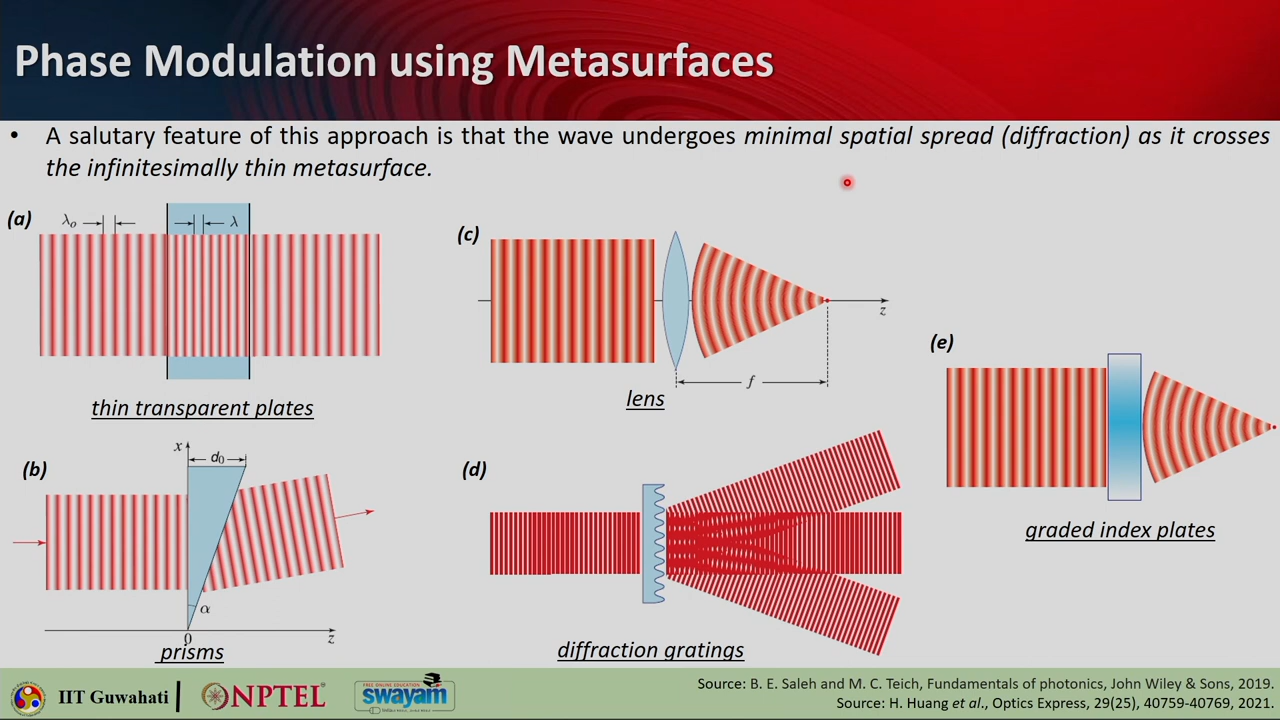 Phase Modulation using Metasurfaces
• A salutary feature of this approach is that the wave undergoes minimal spatial spread (diffraction) as it crosses
the infinitesimally thin metasurface.
(a)
λo
λ
thin transparent plates
(b)
x
d0
α
0
z
prisms
(c)
z
f
lens
(d)
diffraction gratings
(e)
graded index plates
IIT Guwahati
NPTEL
FREE ONLINE EDUCATION
swayam
Source: B. E. Saleh and M. C. Teich, Fundamentals of photonics, John Wiley & Sons, 2019.
Source: H. Huang et al., Optics Express, 29(25), 40759-40769, 2021.